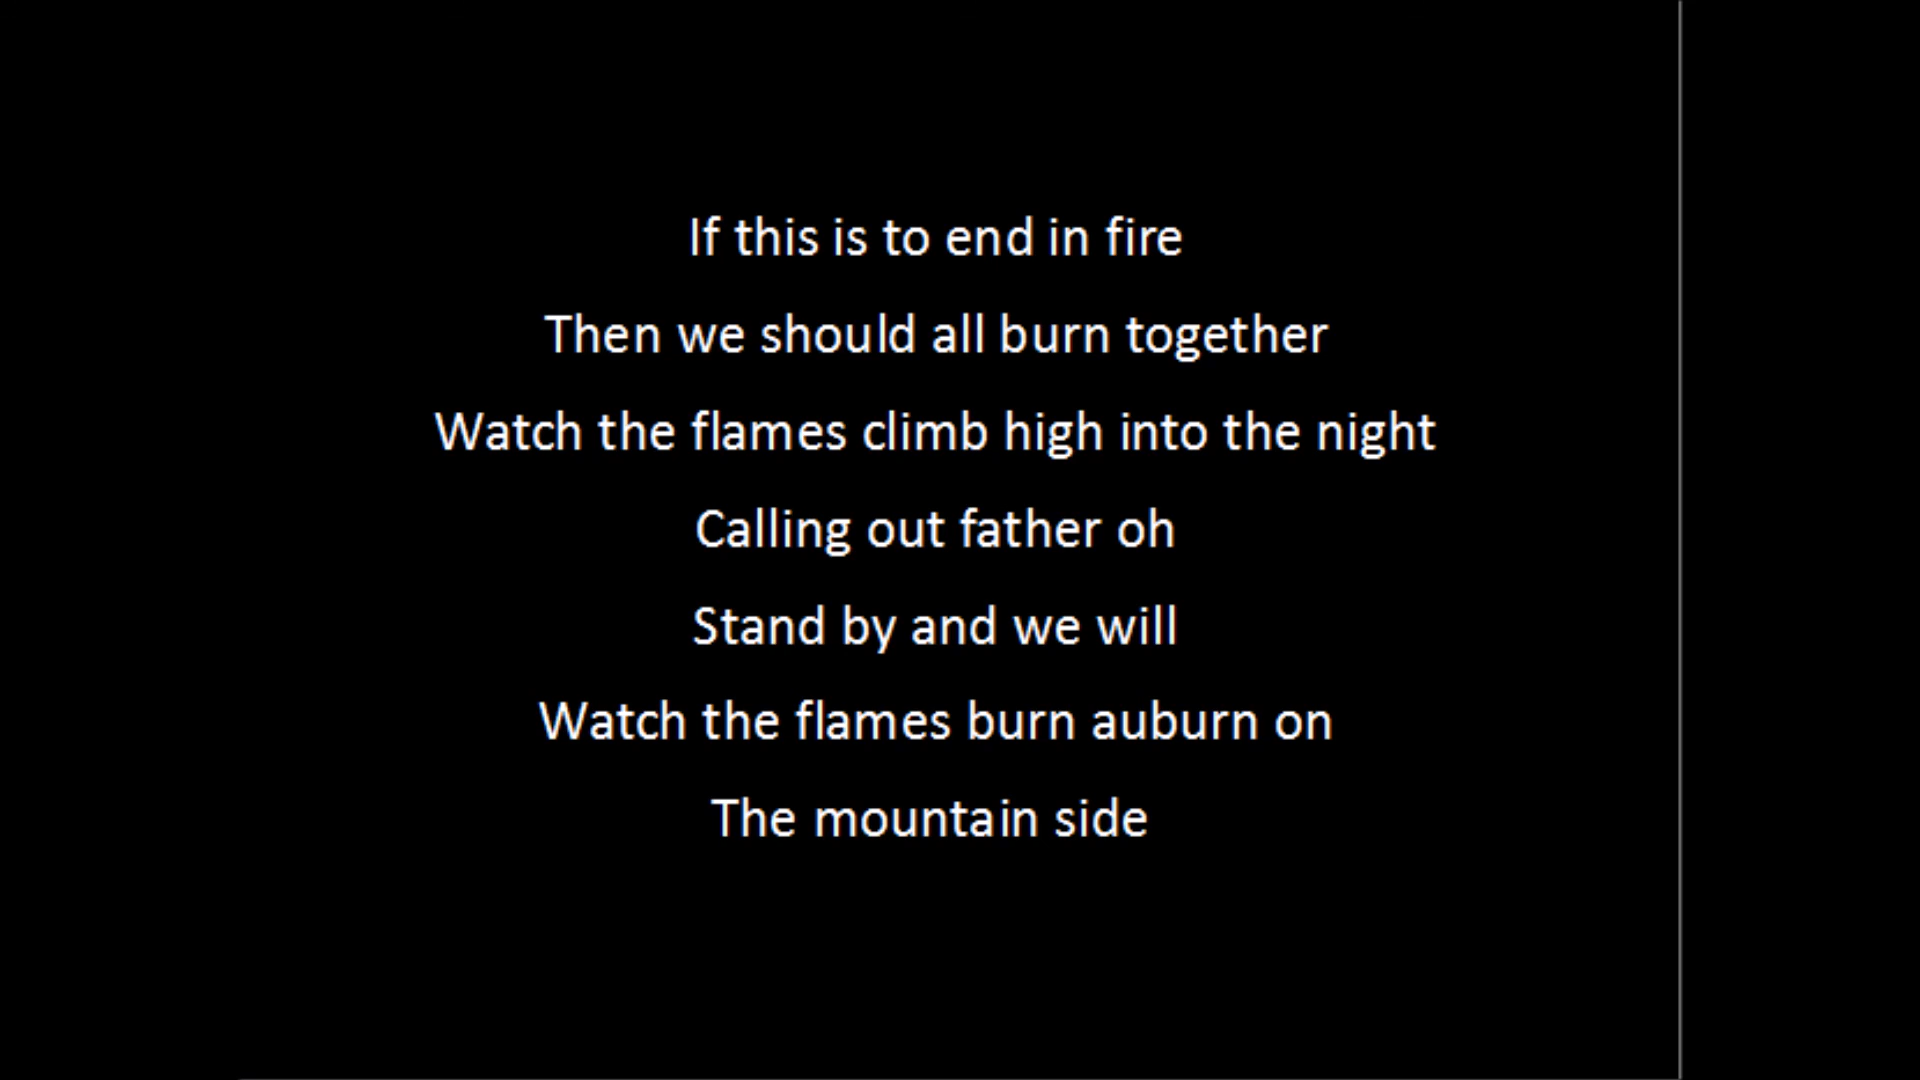 If this is to end in fire
Then we should all burn together
Watch the flames climb high into the night
Calling out father oh
Stand by and we will
Watch the flames burn auburn on
The mountain side